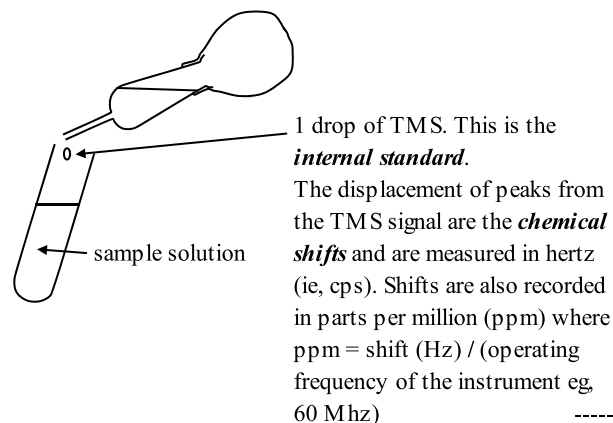 1 drop of TMS. This is the
internal standard.
The displacement of peaks from
the TMS signal are the chemical
shifts and are measured in hertz
(ie, cps). Shifts are also recorded
in parts per million (ppm) where
ppm = shift (Hz) / (operating
frequency of the instrument eg,
60 Mhz)
sample solution